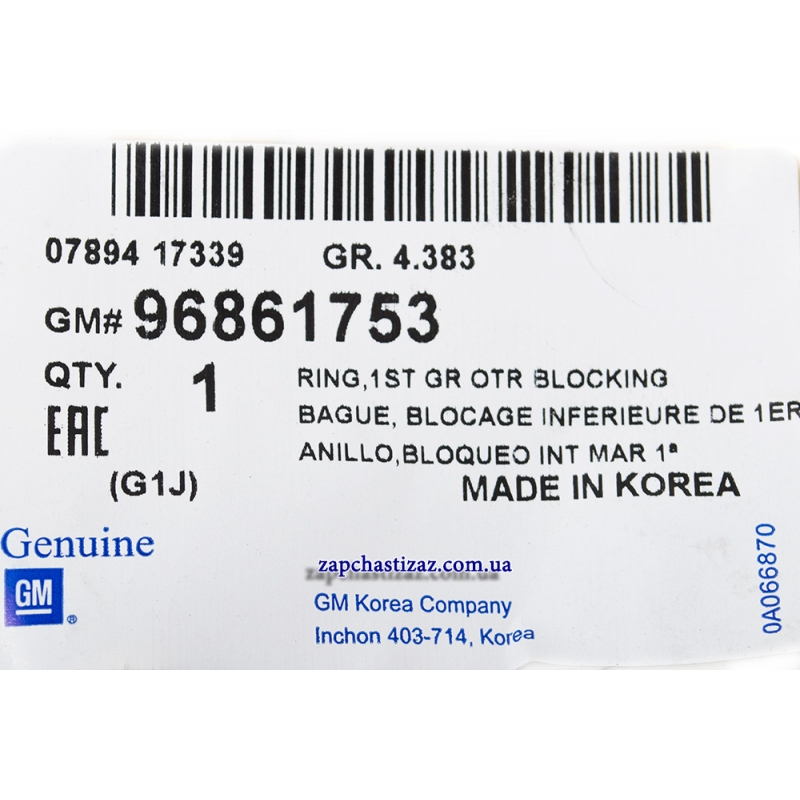 07894 17339 GR. 4.383
GM# 96861753
QTY. 1
RING,1ST GR OTR BLOCKING
BAGUE, BLOCAGE INFERIEURE DE 1ER
EAC
ANILLO,BLOQUEO INT MAR 1ª
(G1J)
MADE IN KOREA
Genuine
GM ®
zapchastizaz.com.ua
GM Korea Company
Inchon 403-714, Korea
0A066870